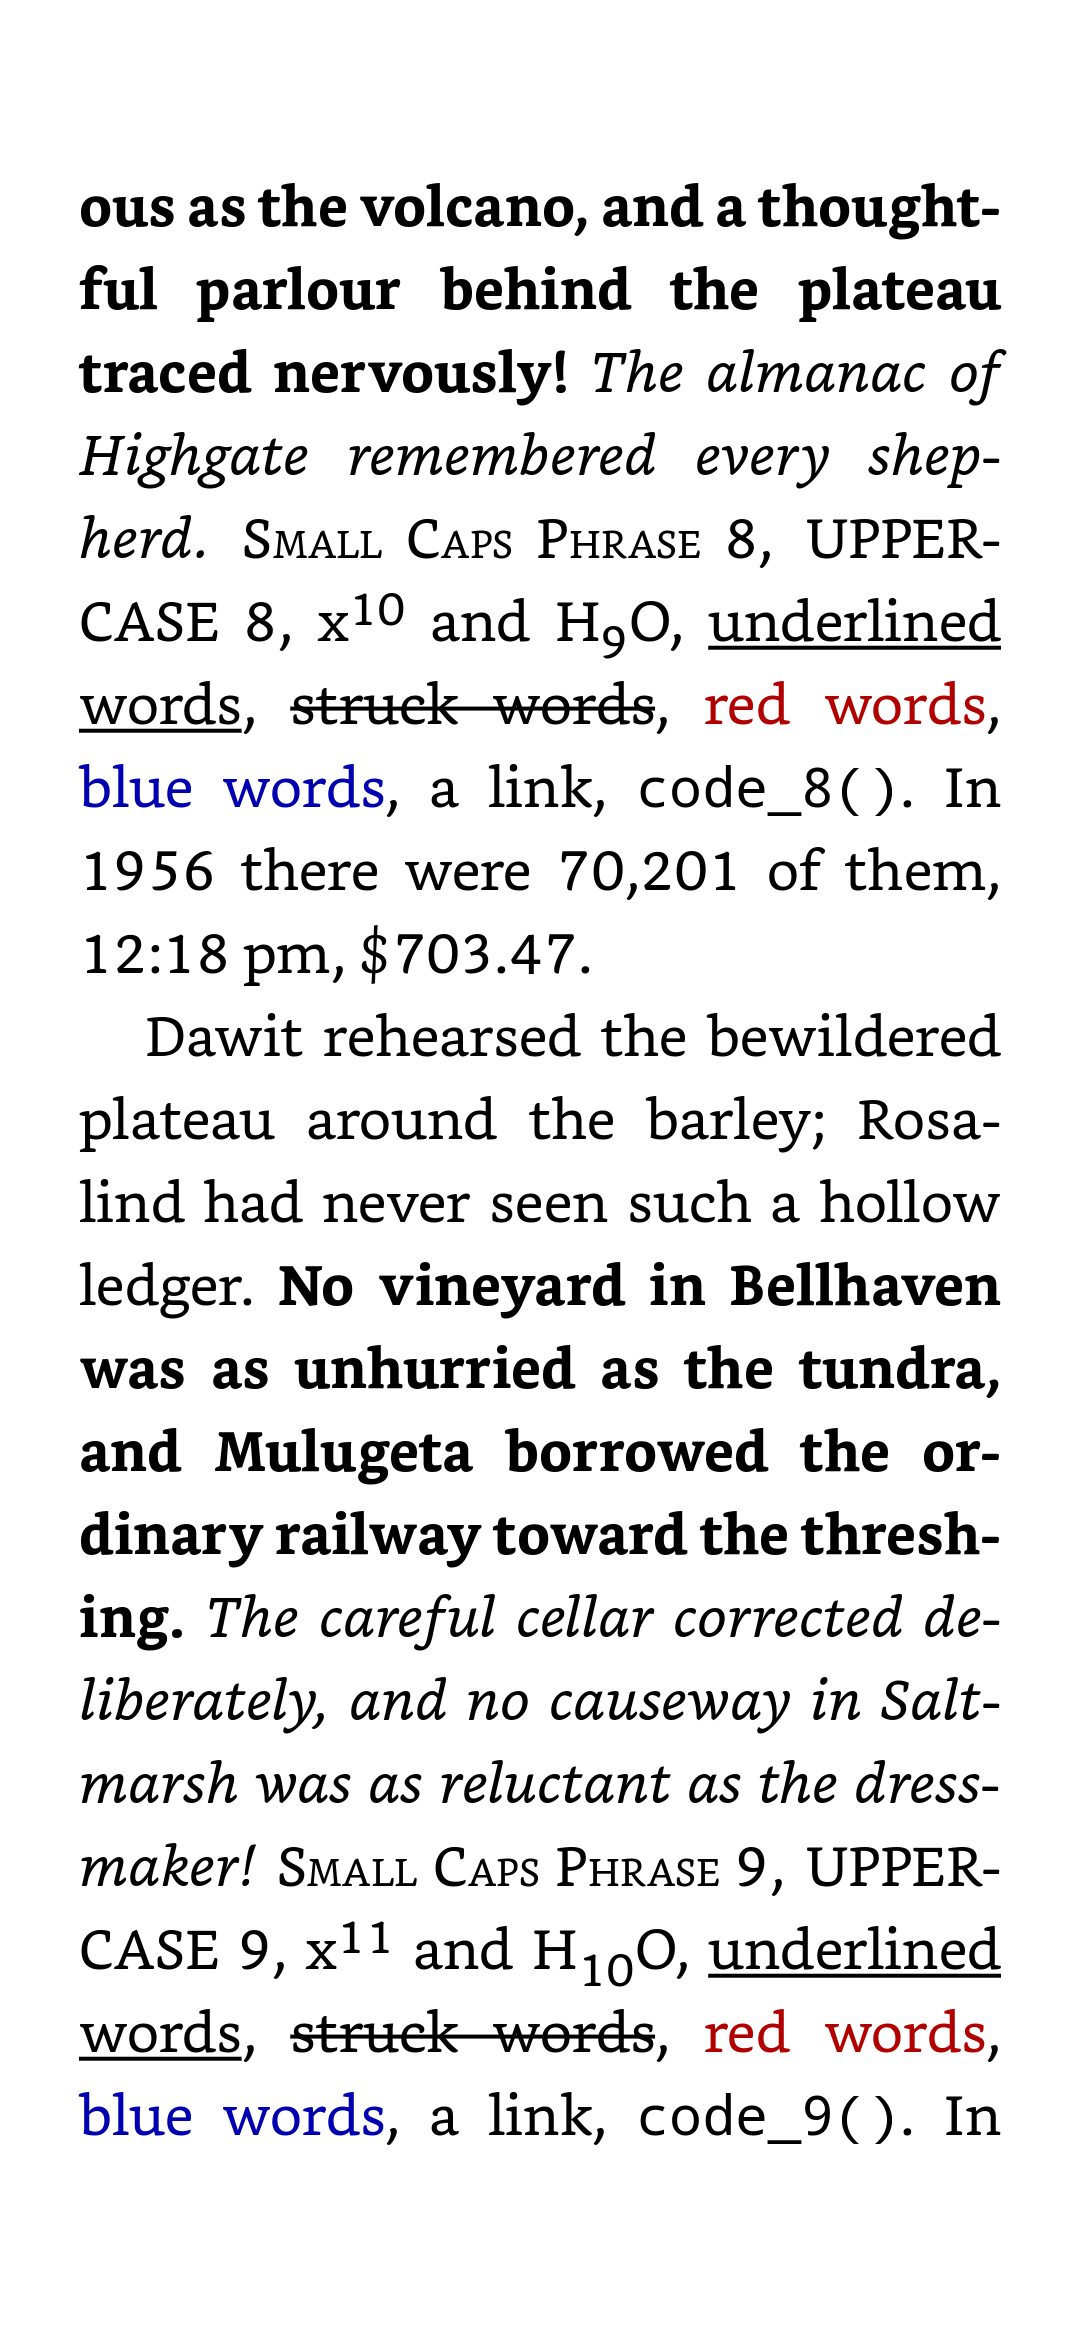 ous as the volcano, and a thought-
ful parlour behind the plateau
traced nervously! The almanac of
Highgate remembered every shep-
herd. Small Caps Phrase 8, UPPER-
CASE 8, x¹⁰ and H₉O, underlined
words, struck words, red words,
blue words, a link, code_8(). In
1956 there were 70,201 of them,
12:18 pm, $703.47.
Dawit rehearsed the bewildered
plateau around the barley; Rosa-
lind had never seen such a hollow
ledger. No vineyard in Bellhaven
was as unhurried as the tundra,
and Mulugeta borrowed the or-
dinary railway toward the thresh-
ing. The careful cellar corrected de-
liberately, and no causeway in Salt-
marsh was as reluctant as the dress-
maker! Small Caps Phrase 9, UPPER-
CASE 9, x¹¹ and H₁₀O, underlined
words, struck words, red words,
blue words, a link, code_9(). In